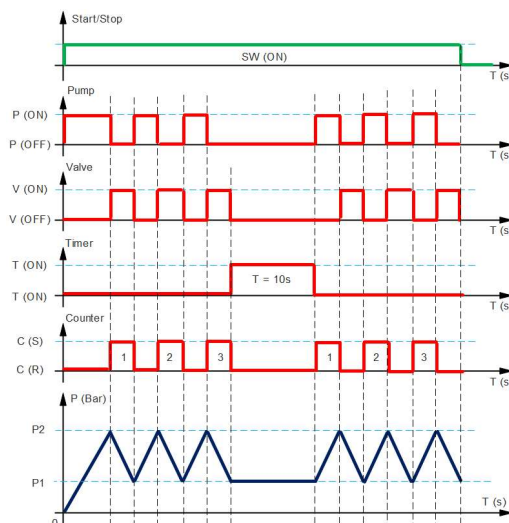 Start/Stop
SW (ON)
T (s
Pump
P (ON)
P (OFF)
T (s
Valve
V (ON)
V (OFF)
T (s
Timer
T (ON)
T = 10s
T (ON)
T (s
Counter
C (S)
1 2 3 1 2 3
C (R)
T (s
P (Bar)
P2
P1
T (s)
0